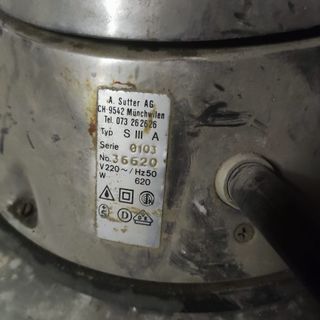 A. Sutter AG
CH-9542 Münchwilen
Tel. 073 262626
Typ S III A
Serie 0103
No. 36620
V 220~/Hz 50
W 620